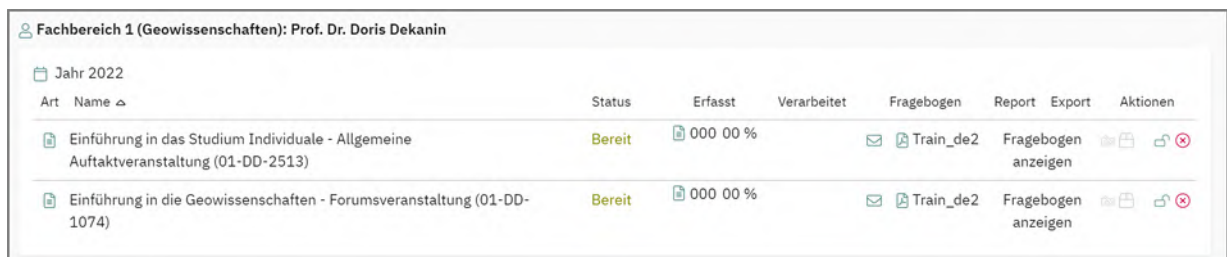 Fachbereich 1 (Geowissenschaften): Prof. Dr. Doris Dekanin
Jahr 2022
Art Name Status Erfasst Verarbeitet Fragebogen Report Export Aktionen
Einführung in das Studium Individuale - Allgemeine Bereit 000 00 % Train_de2 Fragebogen
Auftaktveranstaltung (01-DD-2513) anzeigen
Einführung in die Geowissenschaften - Forumsveranstaltung (01-DD- Bereit 000 00 % Train_de2 Fragebogen
1074) anzeigen